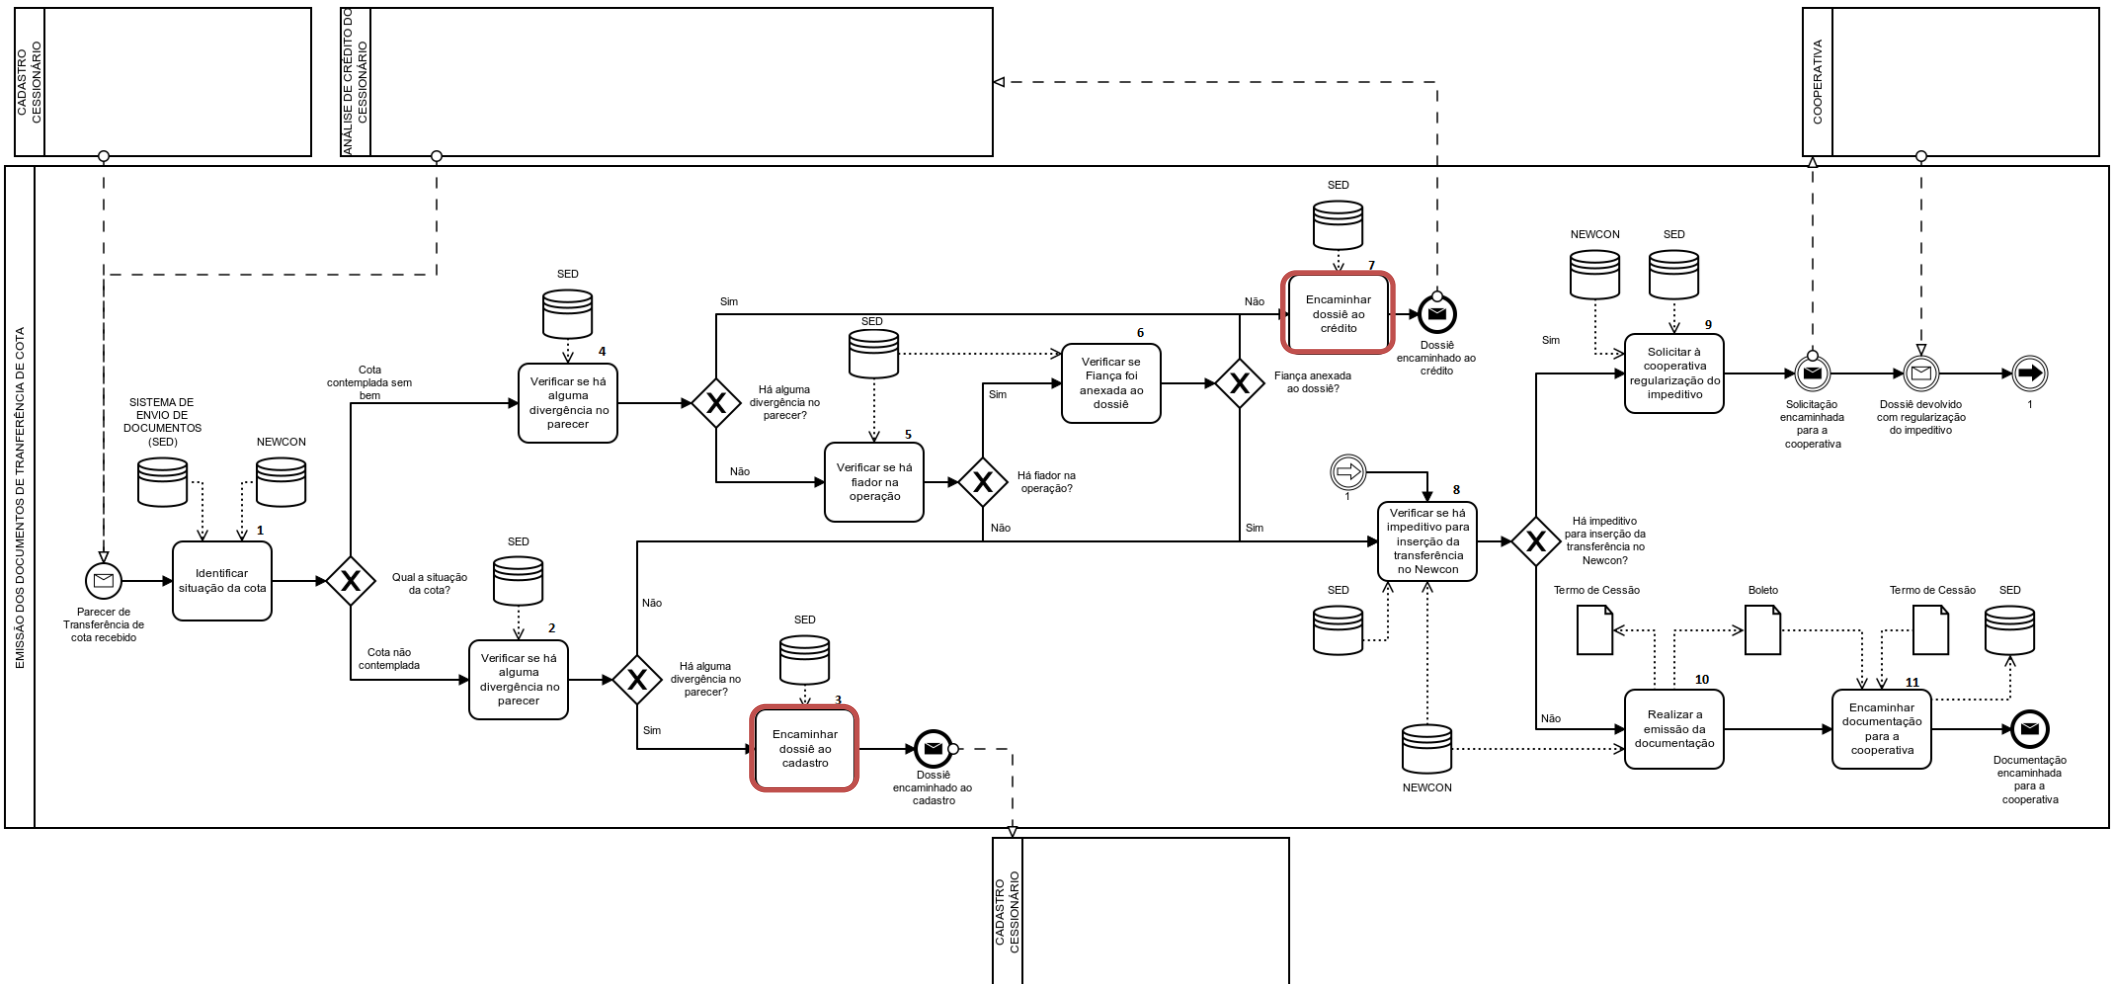 CADASTRO
CESSIONÁRIO
ANÁLISE DE CRÉDITO DO
CESSIONÁRIO
COOPERATIVA
EMISSÃO DOS DOCUMENTOS DE TRANFERÊNCIA DE COTA
Parecer de
Transferência de
cota recebido
SISTEMA DE
ENVIO DE
DOCUMENTOS
(SED)
NEWCON
1
Identificar
situação da cota
Qual a situação
da cota?
Cota
contemplada sem
bem
Cota não
contemplada
SED
4
Verificar se há
alguma
divergência no
parecer
Há alguma
divergência no
parecer?
Sim
Não
SED
5
Verificar se há
fiador na
operação
Há fiador na
operação?
Sim
Não
6
Verificar se
Fiança foi
anexada ao
dossiê
Fiança anexada
ao dossiê?
Não
Sim
SED
7
Encaminhar
dossiê ao
crédito
Dossiê
encaminhado ao
crédito
SED
2
Verificar se há
alguma
divergência no
parecer
Há alguma
divergência no
parecer?
Não
Sim
SED
3
Encaminhar
dossiê ao
cadastro
Dossiê
encaminhado ao
cadastro
1
8
Verificar se há
impeditivo para
inserção da
transferência
no Newcon
SED
NEWCON
Há impeditivo
para inserção da
transferência no
Newcon?
Sim
Não
NEWCON
SED
9
Solicitar à
cooperativa
regularização do
impeditivo
Solicitação
encaminhada
para a
cooperativa
Dossiê devolvido
com regularização
do impeditivo
1
Termo de Cessão
Boleto
Termo de Cessão
SED
10
Realizar a
emissão da
documentação
11
Encaminhar
documentação
para a
cooperativa
Documentação
encaminhada
para a
cooperativa
CADASTRO
CESSIONÁRIO